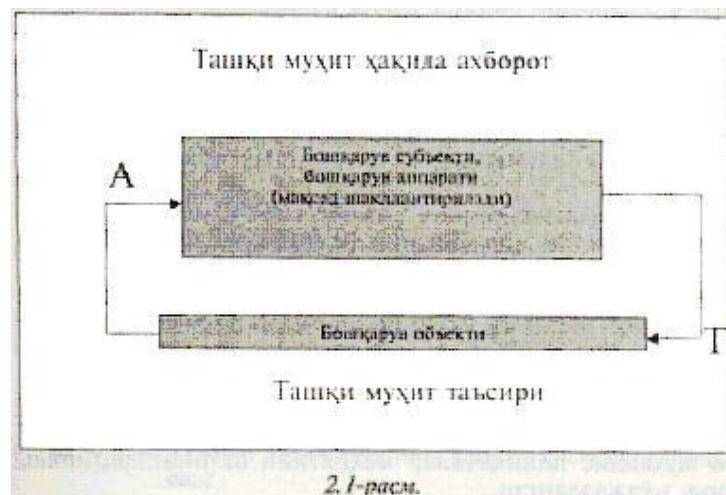 Ташқи муҳит ҳақида ахборот
А
Бошқарув субъекти,
бошқарув аппарати
(мақсад шакллантирилади)
Т
Бошқарув объекти
Ташқи муҳит таъсири
2.1-расм.